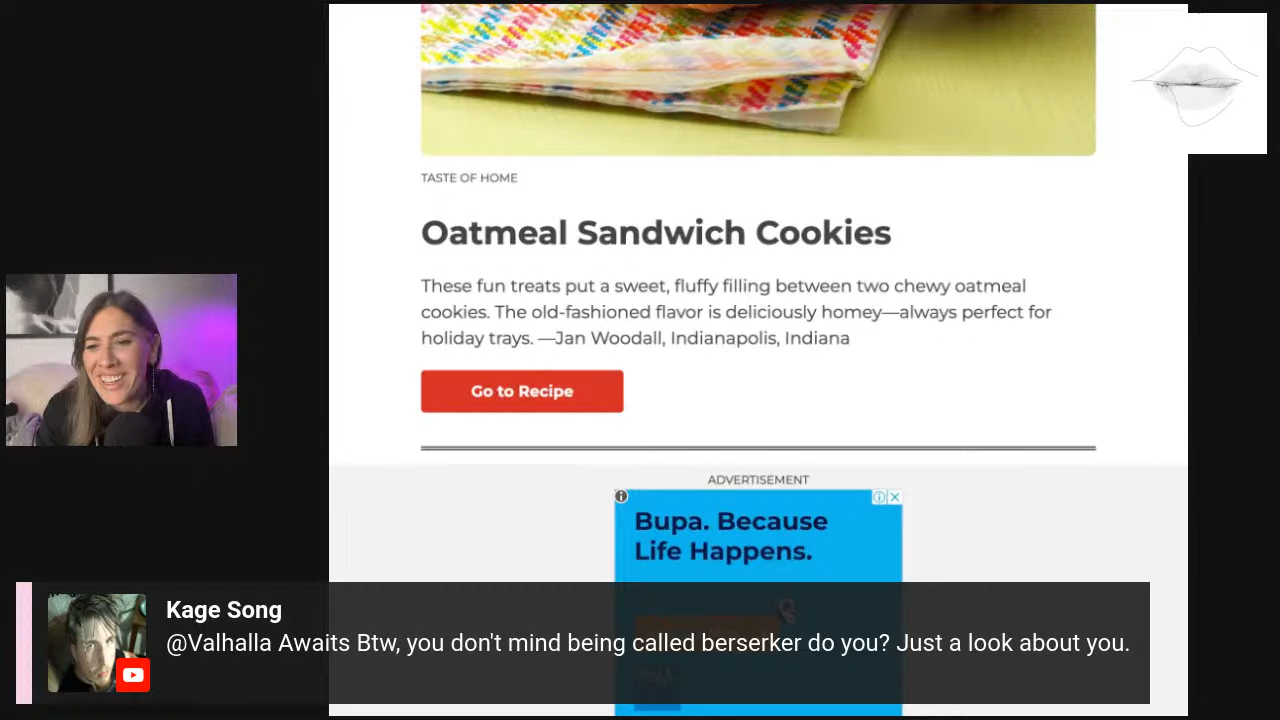 TASTE OF HOME
Oatmeal Sandwich Cookies
These fun treats put a sweet, fluffy filling between two chewy oatmeal
cookies. The old-fashioned flavor is deliciously homey—always perfect for
holiday trays. —Jan Woodall, Indianapolis, Indiana
Go to Recipe
ADVERTISEMENT
Bupa. Because
Life Happens.
Kage Song
@Valhalla Awaits Btw, you don't mind being called berserker do you? Just a look about you.